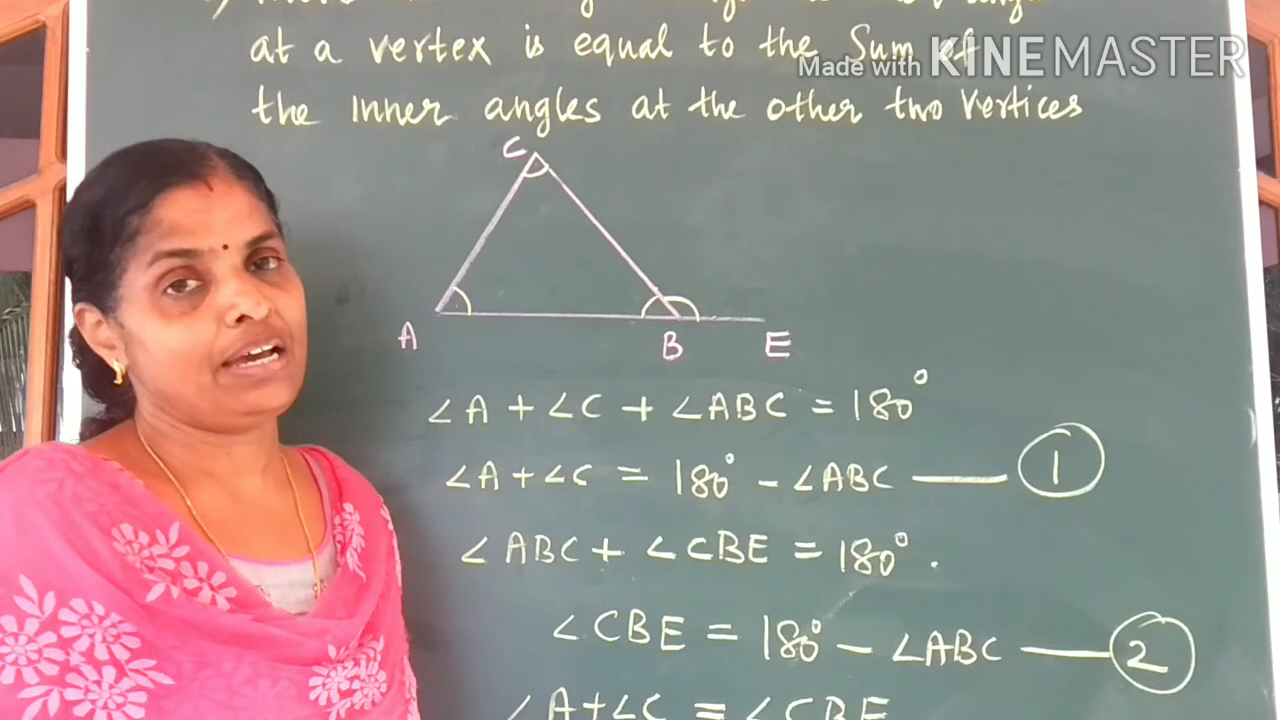 at a vertex is equal to the Sum of
Made with KINEMASTER
the inner angles at the other two vertices
C
A
B
E
∠A + ∠C + ∠ABC = 180°
∠A + ∠C = 180° - ∠ABC —— 1
∠ABC + ∠CBE = 180°.
∠CBE = 180° - ∠ABC —— 2
∠A + ∠C = ∠CBE